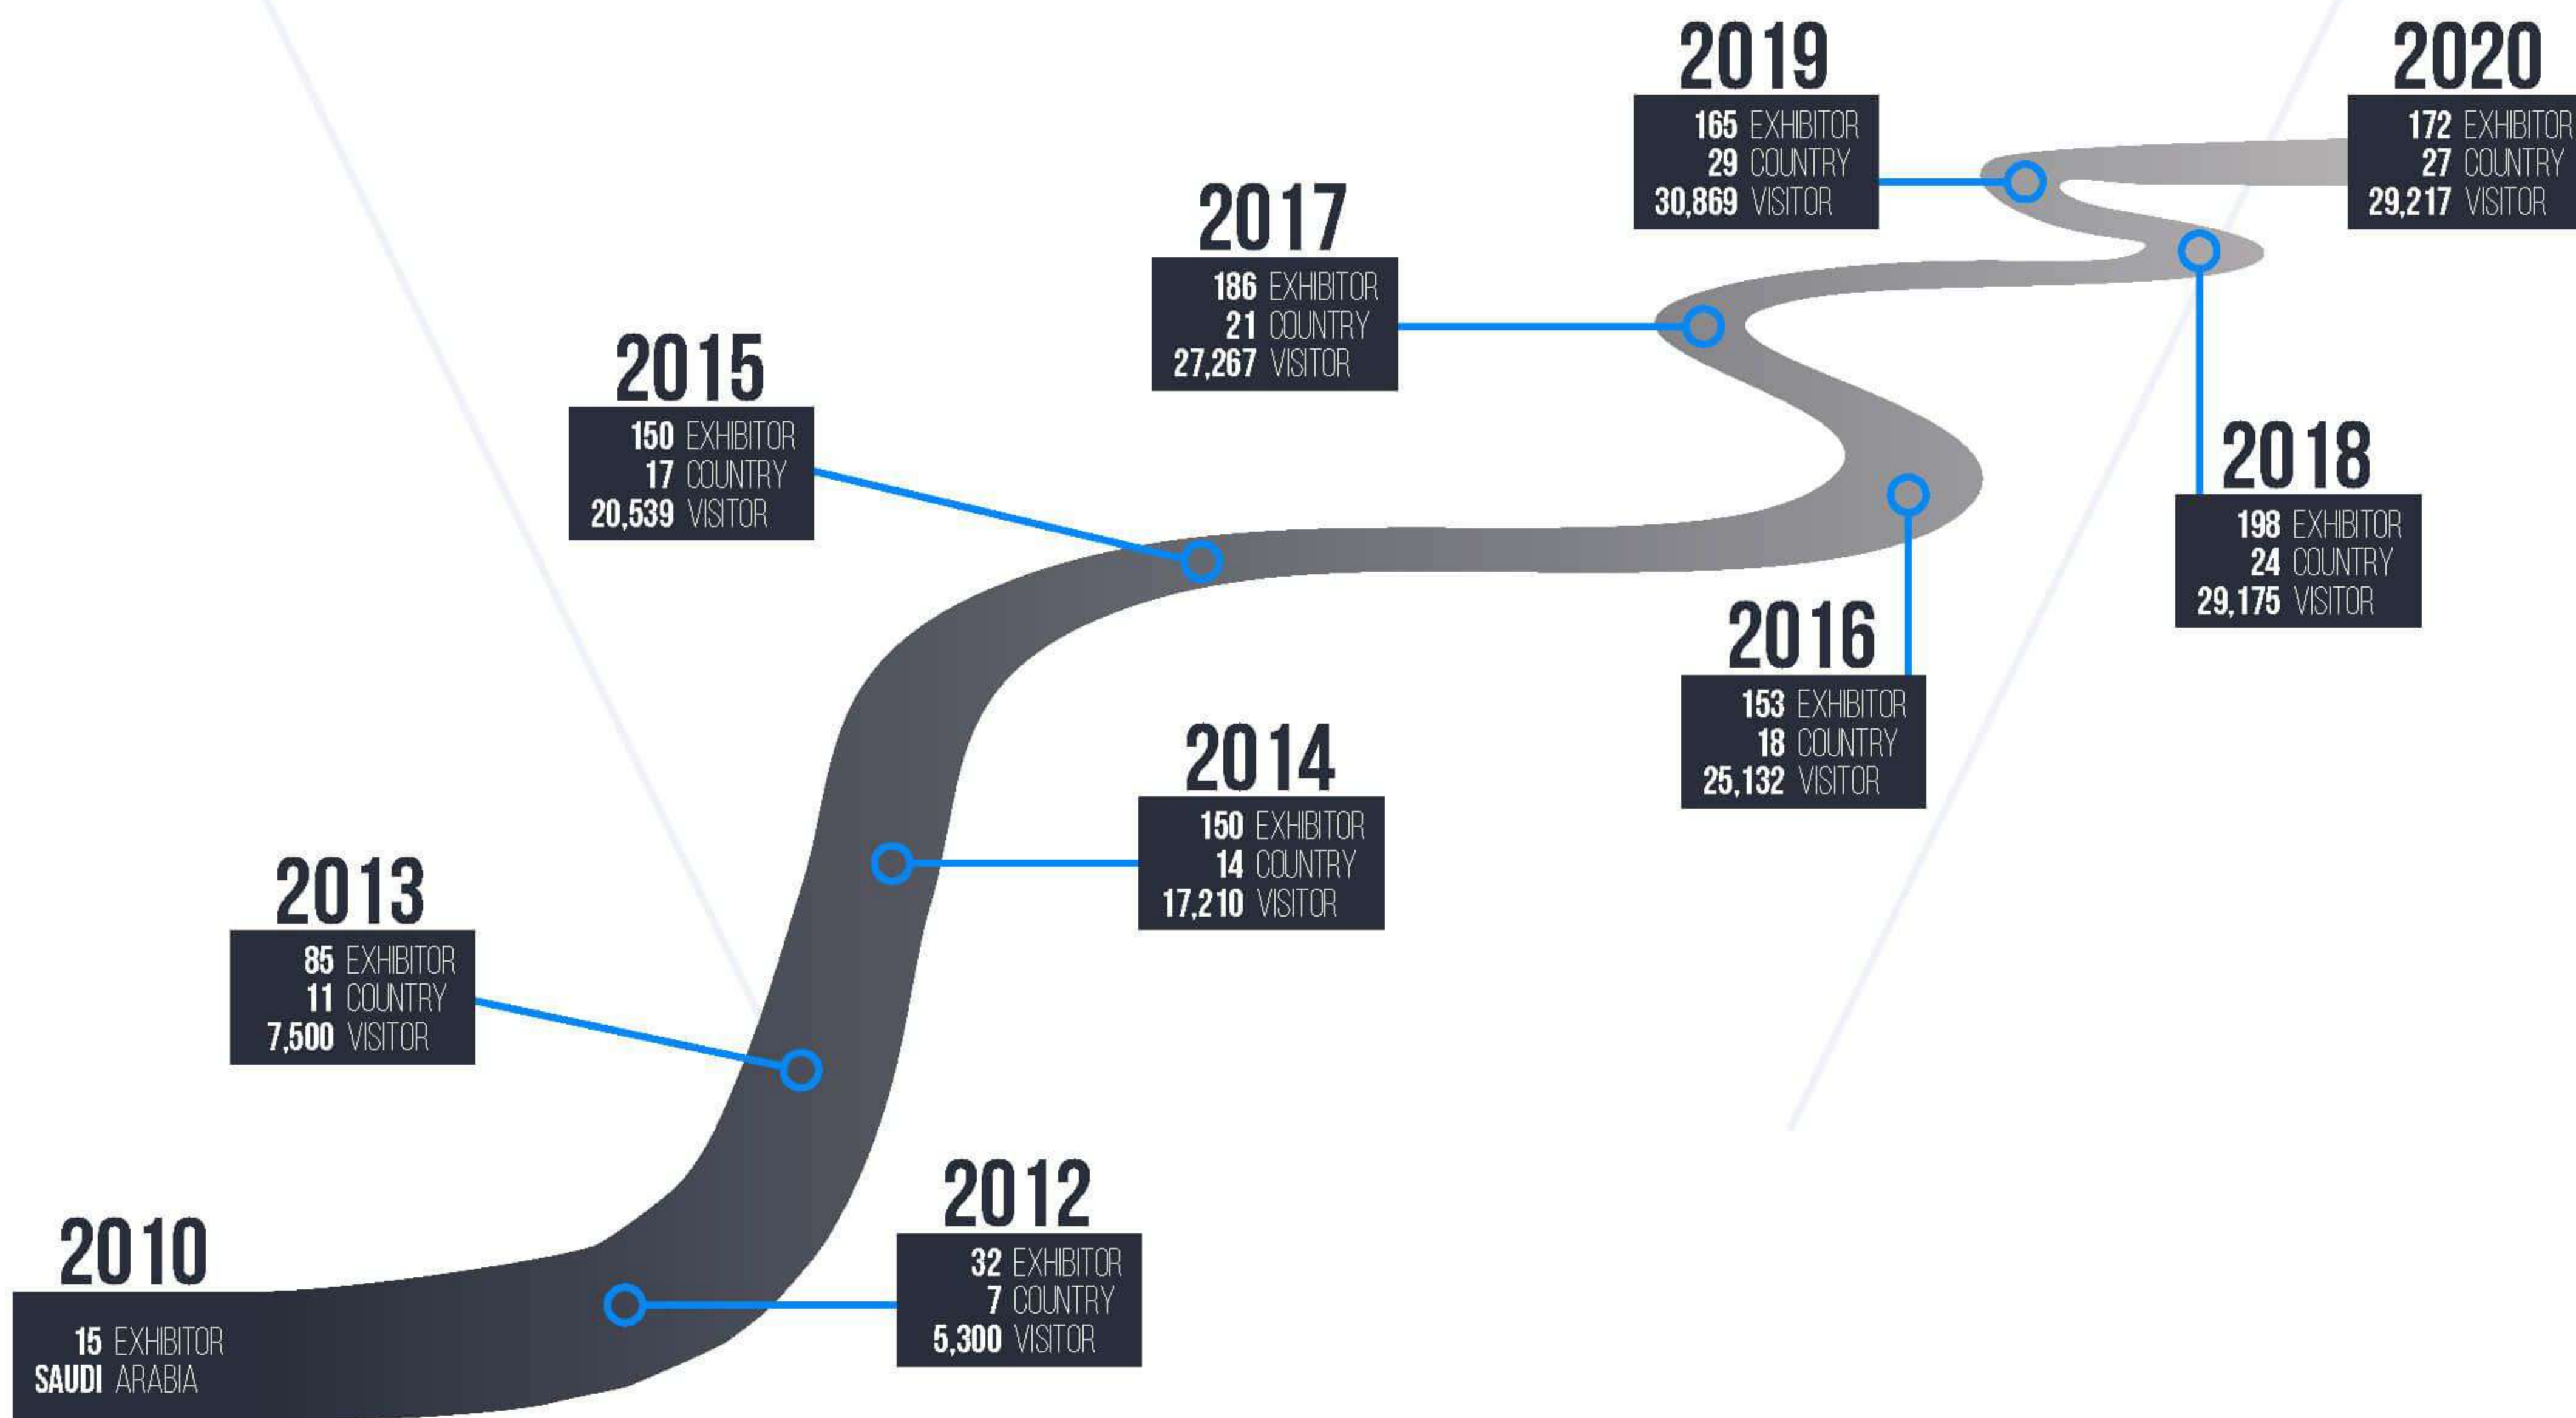 2010
15 EXHIBITOR
SAUDI ARABIA
2012
32 EXHIBITOR
7 COUNTRY
5,300 VISITOR
2013
85 EXHIBITOR
11 COUNTRY
7,500 VISITOR
2014
150 EXHIBITOR
14 COUNTRY
17,210 VISITOR
2015
150 EXHIBITOR
17 COUNTRY
20,539 VISITOR
2016
153 EXHIBITOR
18 COUNTRY
25,132 VISITOR
2017
186 EXHIBITOR
21 COUNTRY
27,267 VISITOR
2018
198 EXHIBITOR
24 COUNTRY
29,175 VISITOR
2019
165 EXHIBITOR
29 COUNTRY
30,869 VISITOR
2020
172 EXHIBITOR
27 COUNTRY
29,217 VISITOR